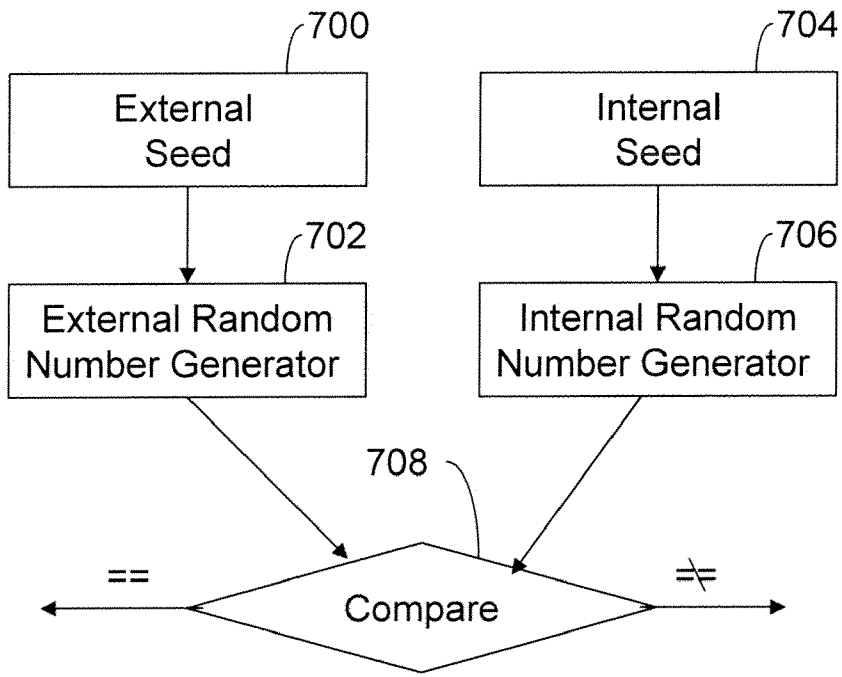 700
704
External
Seed
Internal
Seed
702
706
External Random
Number Generator
Internal Random
Number Generator
708
==
≠=
Compare